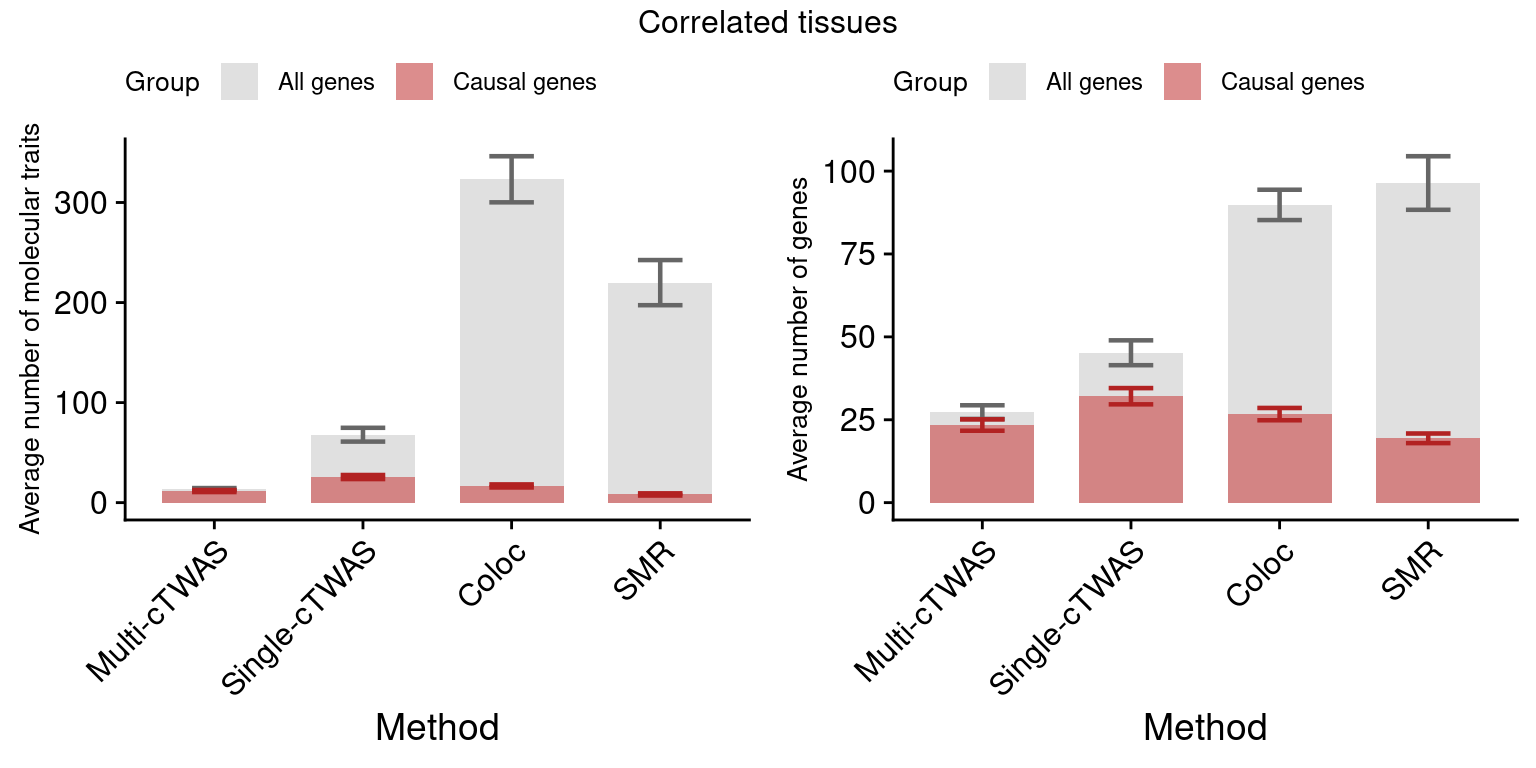 Correlated tissues
Group All genes Causal genes
Average number of molecular traits
300
200
100
0
Multi-cTWAS
Single-cTWAS
Coloc
SMR
Method
Group All genes Causal genes
Average number of genes
100
75
50
25
0
Multi-cTWAS
Single-cTWAS
Coloc
SMR
Method